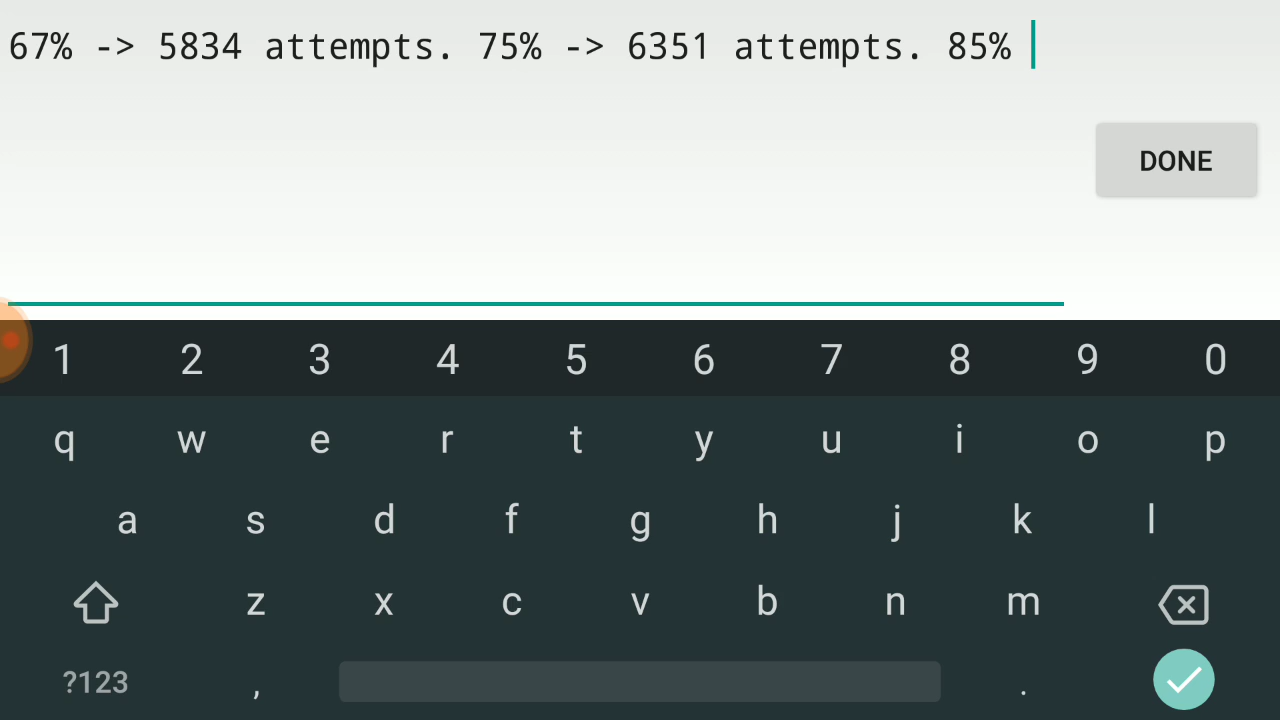 67% -> 5834 attempts. 75% -> 6351 attempts. 85%
DONE
1 2 3 4 5 6 7 8 9 0
q w e r t y u i o p
a s d f g h j k l
z x c v b n m
?123 , .